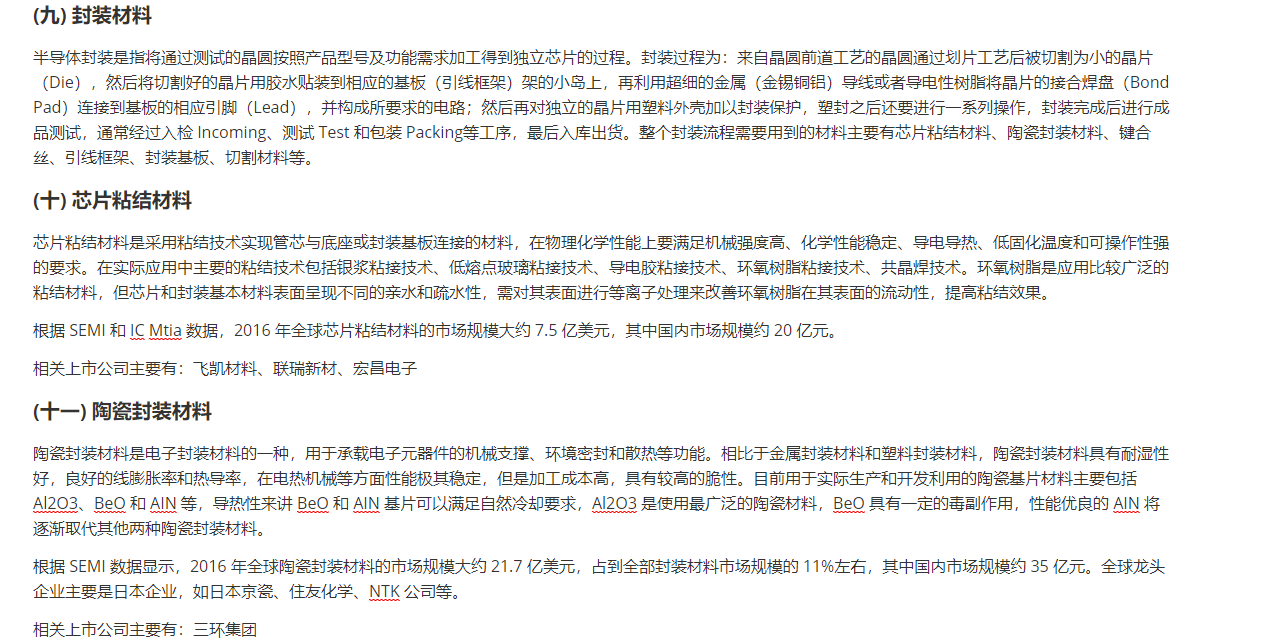 (九) 封装材料
半导体封装是指将通过测试的晶圆按照产品型号及功能需求加工得到独立芯片的过程。封装过程为：来自晶圆前道工艺的晶圆通过划片工艺后被切割为小的晶片
（Die），然后将切割好的晶片用胶水贴装到相应的基板（引线框架）架的小岛上，再利用超细的金属（金锡铜铝）导线或者导电性树脂将晶片的接合焊盘（Bond
Pad）连接到基板的相应引脚（Lead），并构成所要求的电路；然后再对独立的晶片用塑料外壳加以封装保护，塑封之后还要进行一系列操作，封装完成后进行成
品测试，通常经过入检 Incoming、测试 Test 和包装 Packing等工序，最后入库出货。整个封装流程需要用到的材料主要有芯片粘结材料、陶瓷封装材料、键合
丝、引线框架、封装基板、切割材料等。
(十) 芯片粘结材料
芯片粘结材料是采用粘结技术实现管芯与底座或封装基板连接的材料，在物理化学性能上要满足机械强度高、化学性能稳定、导电导热、低固化温度和可操作性强
的要求。在实际应用中主要的粘结技术包括银浆粘接技术、低熔点玻璃粘接技术、导电胶粘接技术、环氧树脂粘接技术、共晶焊技术。环氧树脂是应用比较广泛的
粘结材料，但芯片和封装基本材料表面呈现不同的亲水和疏水性，需对其表面进行等离子处理来改善环氧树脂在其表面的流动性，提高粘结效果。
根据 SEMI 和 IC Mtia 数据，2016 年全球芯片粘结材料的市场规模大约 7.5 亿美元，其中国内市场规模约 20 亿元。
相关上市公司主要有：飞凯材料、联瑞新材、宏昌电子
(十一) 陶瓷封装材料
陶瓷封装材料是电子封装材料的一种，用于承载电子元器件的机械支撑、环境密封和散热等功能。相比于金属封装材料和塑料封装材料，陶瓷封装材料具有耐湿性
好，良好的线膨胀率和热导率，在电热机械等方面性能极其稳定，但是加工成本高，具有较高的脆性。目前用于实际生产和开发利用的陶瓷基片材料主要包括
Al2O3、BeO 和 AIN 等，导热性来讲 BeO 和 AIN 基片可以满足自然冷却要求，Al2O3 是使用最广泛的陶瓷材料，BeO 具有一定的毒副作用，性能优良的 AIN 将
逐渐取代其他两种陶瓷封装材料。
根据 SEMI 数据显示，2016 年全球陶瓷封装材料的市场规模大约 21.7 亿美元，占到全部封装材料市场规模的 11%左右，其中国内市场规模约 35 亿元。全球龙头
企业主要是日本企业，如日本京瓷、住友化学、NTK 公司等。
相关上市公司主要有：三环集团